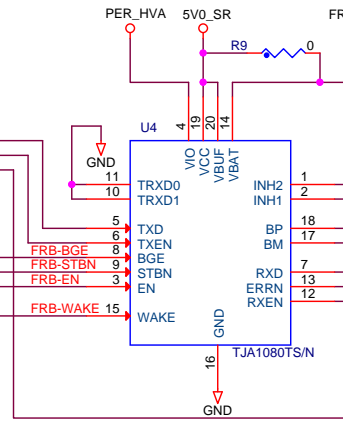 PER_HVA 5V0_SR FR
R9 0
U4
4 19 20 14
VIO VCC VBUF VBAT
GND
11 TRXD0 INH2 1
10 TRXD1 INH1 2
5 TXD BP 18
6 TXEN BM 17
FRB-BGE 8 BGE
FRB-STBN 9 STBN RXD 7
FRB-EN 3 EN ERRN 13
RXEN 12
FRB-WAKE 15 WAKE
GND
16 TJA1080TS/N
GND